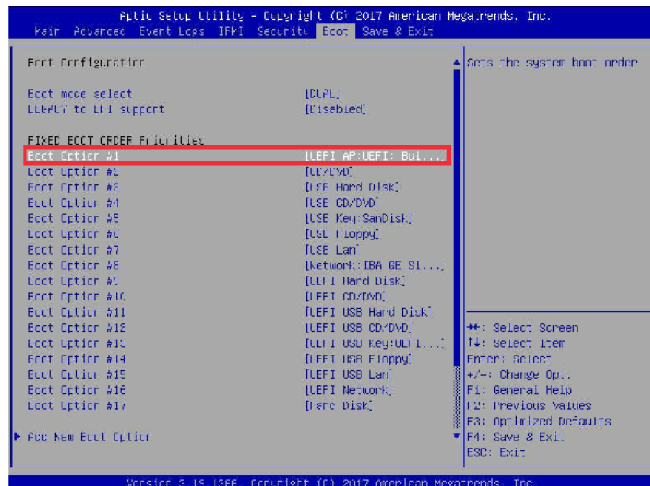 Aptio Setup Utility - Copyright (C) 2017 American Megatrends, Inc.
Main Advanced Event Logs IPMI Security Boot Save & Exit
Boot Configuration
Sets the system boot order
Boot mode select [DUAL]
LEGACY to EFI support [Disabled]
FIXED BOOT ORDER Priorities
Boot Option #1 [UEFI AP:UEFI: Bui...]
Boot Option #2 [CD/DVD]
Boot Option #3 [USB Hard Disk]
Boot Option #4 [USB CD/DVD]
Boot Option #5 [USB Key:SanDisk]
Boot Option #6 [USB Floppy]
Boot Option #7 [USB Lan]
Boot Option #8 [Network:IBA GE Sl...]
Boot Option #9 [UEFI Hard Disk]
Boot Option #10 [UEFI CD/DVD]
Boot Option #11 [UEFI USB Hard Disk]
Boot Option #12 [UEFI USB CD/DVD]
Boot Option #13 [UEFI USB Key:UEFI...]
Boot Option #14 [UEFI USB Floppy]
Boot Option #15 [UEFI USB Lan]
Boot Option #16 [UEFI Network]
Boot Option #17 [Hard Disk]
Add New Boot Option
: Select Screen
↑↓: Select Item
Enter: Select
+/-: Change Op..
F1: General Help
F2: Previous Values
F3: Optimized Defaults
F4: Save & Exit
ESC: Exit
Version Copyright (C) 2017 American Megatrends, Inc.